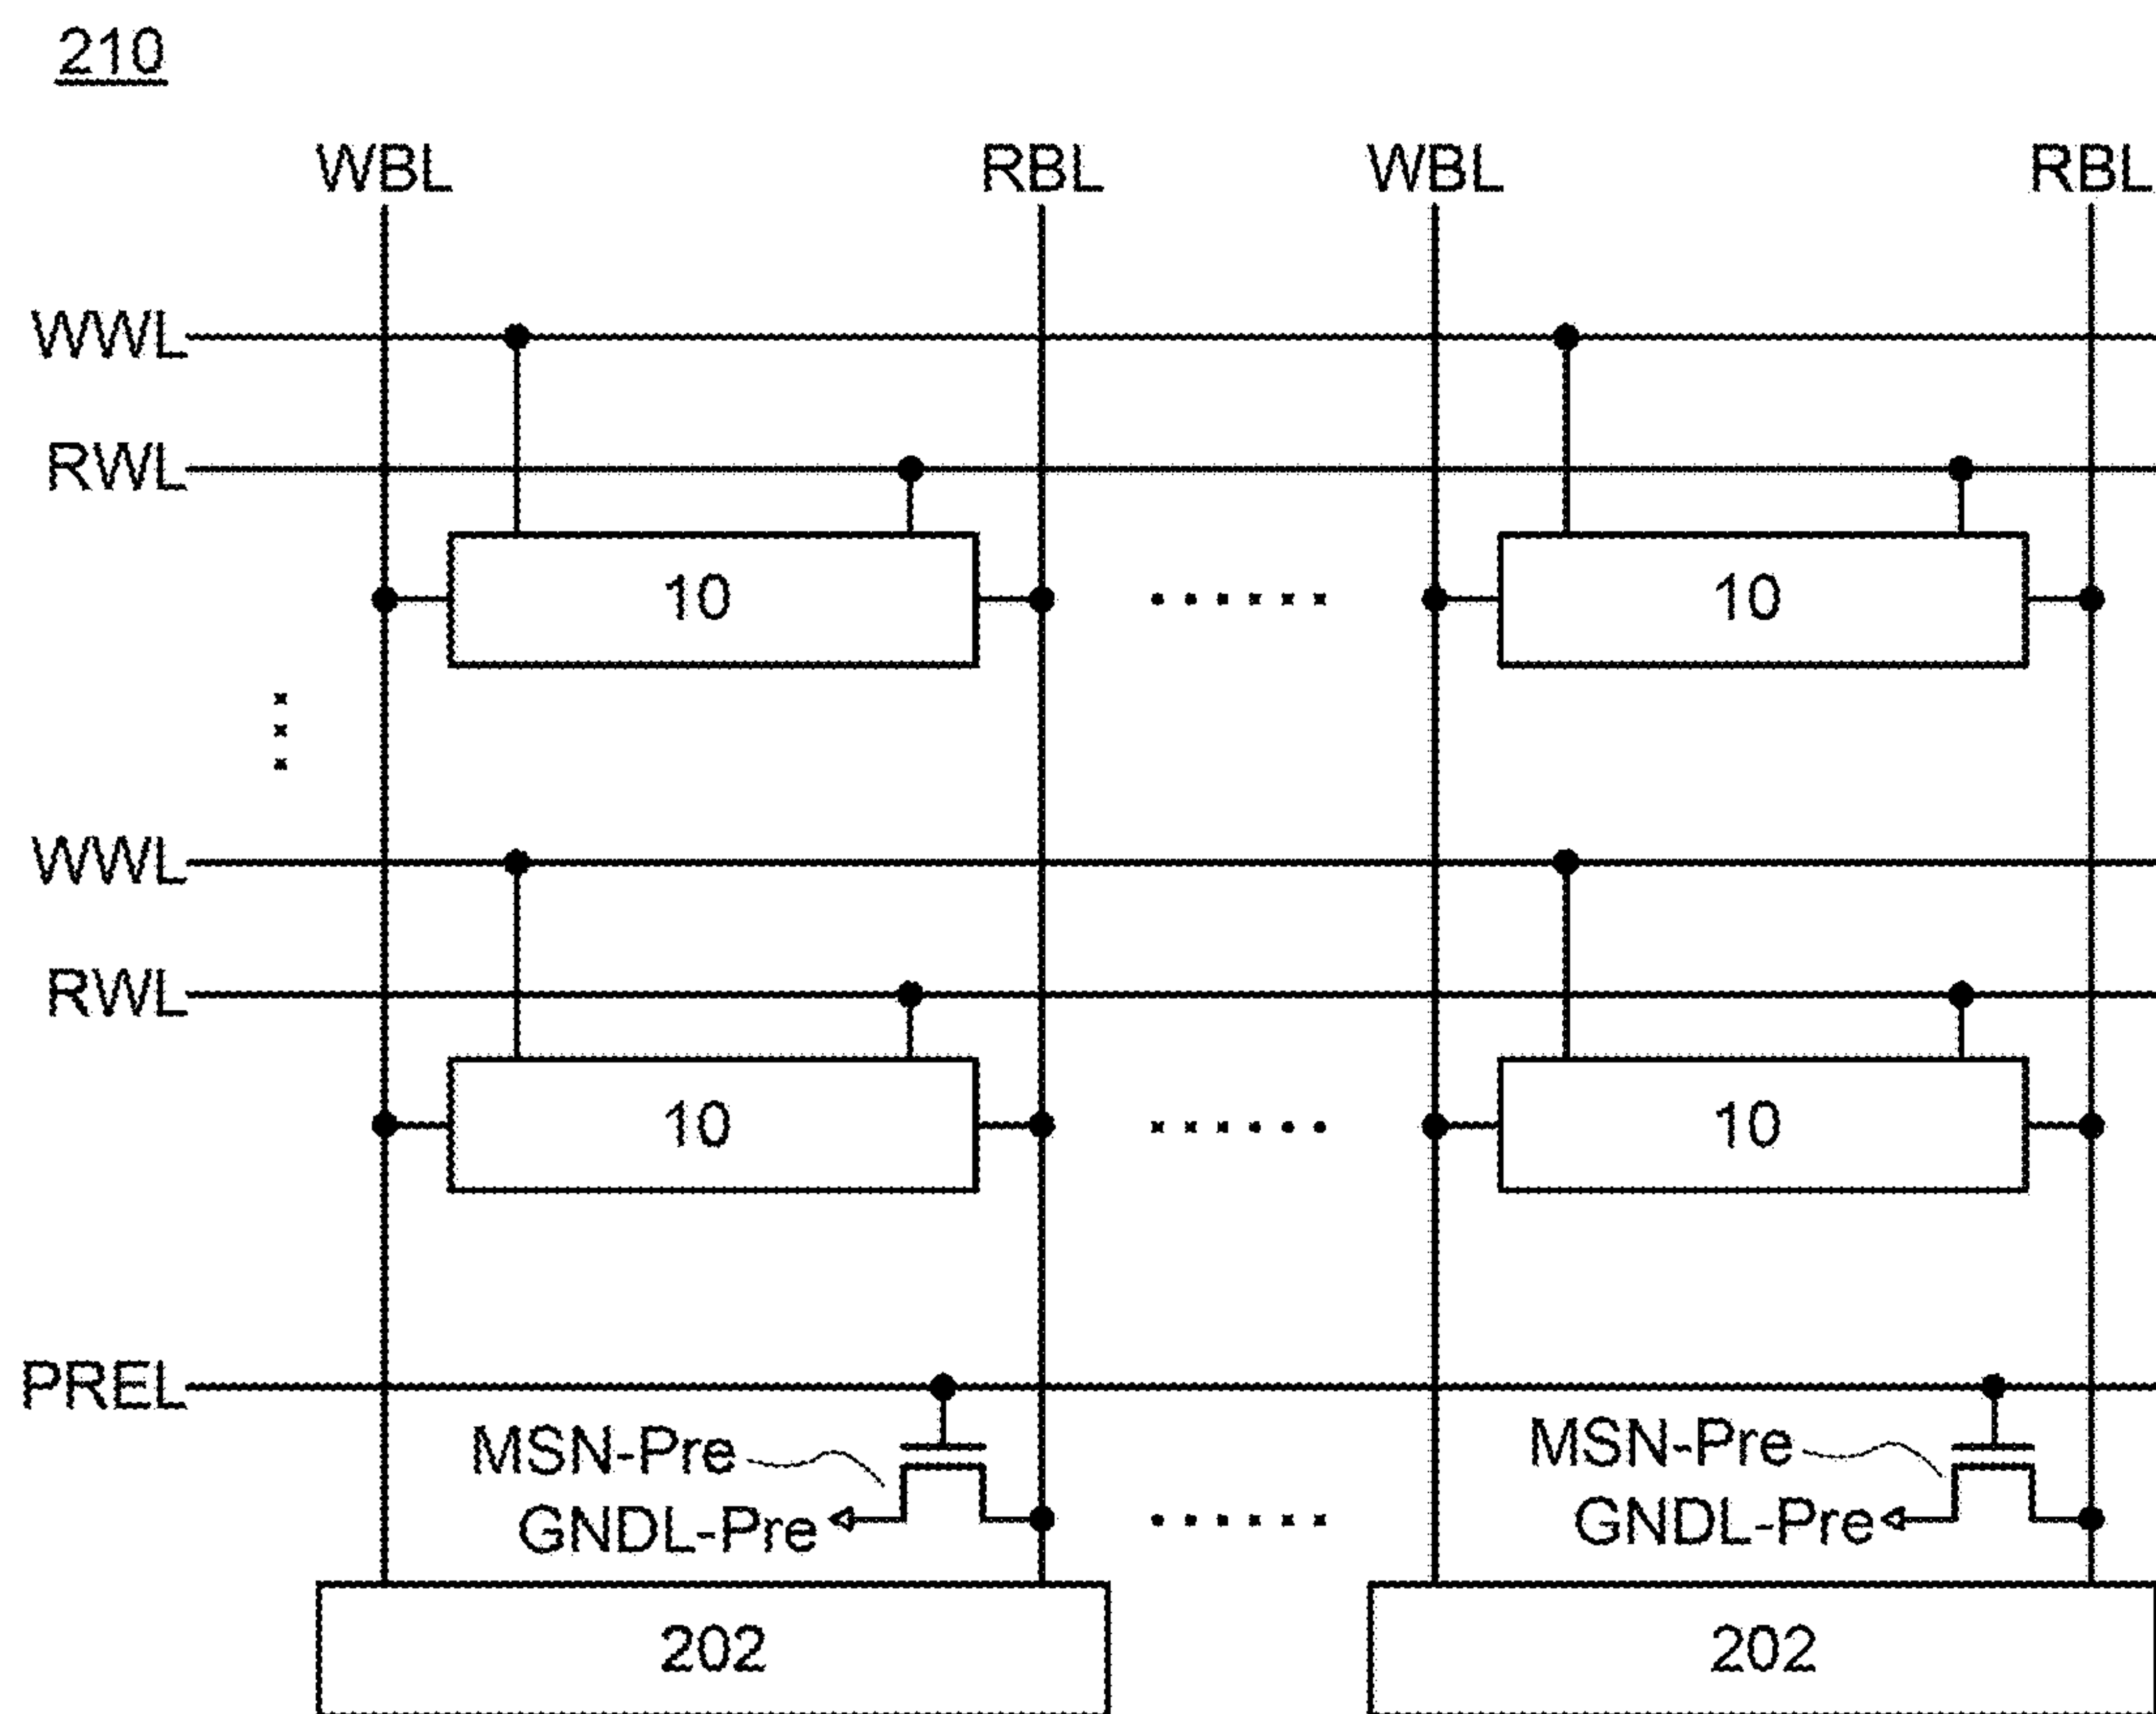 210
WBL RBL WBL RBL
WWL
RWL
10 10
WWL
RWL
10 10
PREL
MSN-Pre MSN-Pre
GNDL-Pre GNDL-Pre
202 202